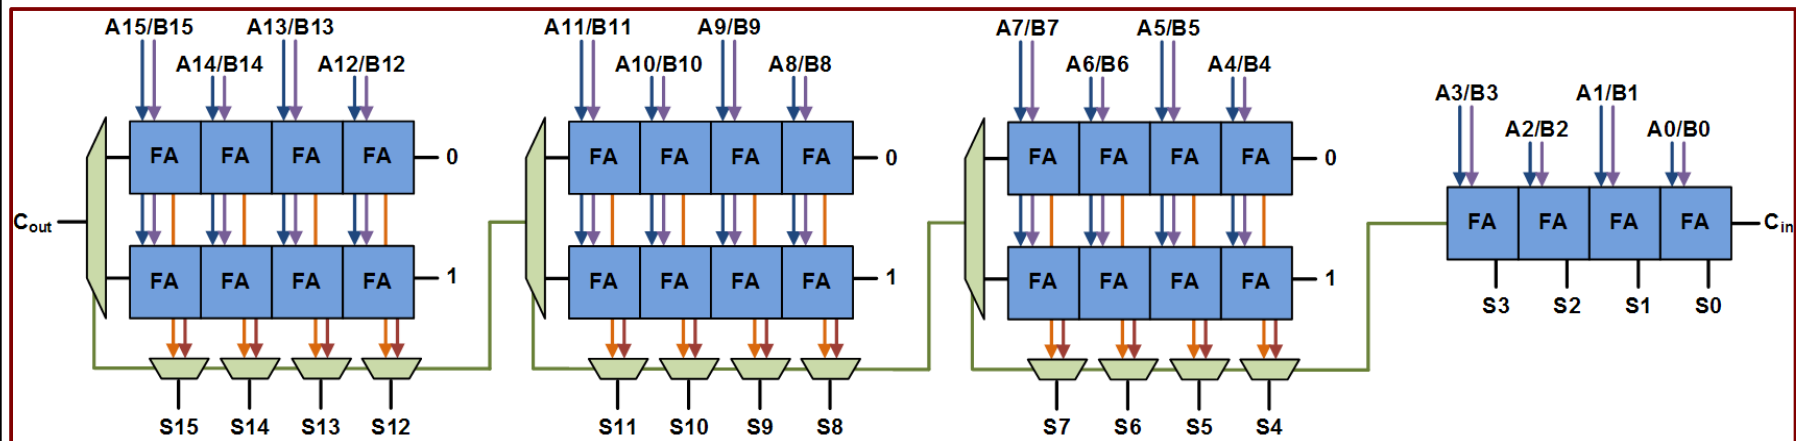 A15/B15 A13/B13 A11/B11 A9/B9 A7/B7 A5/B5
A14/B14 A12/B12 A10/B10 A8/B8 A6/B6 A4/B4
A3/B3 A1/B1
A2/B2 A0/B0
FA FA FA FA 0 FA FA FA FA 0 FA FA FA FA 0
Cout FA FA FA FA Cin
FA FA FA FA 1 FA FA FA FA 1 FA FA FA FA 1
S3 S2 S1 S0
S15 S14 S13 S12 S11 S10 S9 S8 S7 S6 S5 S4